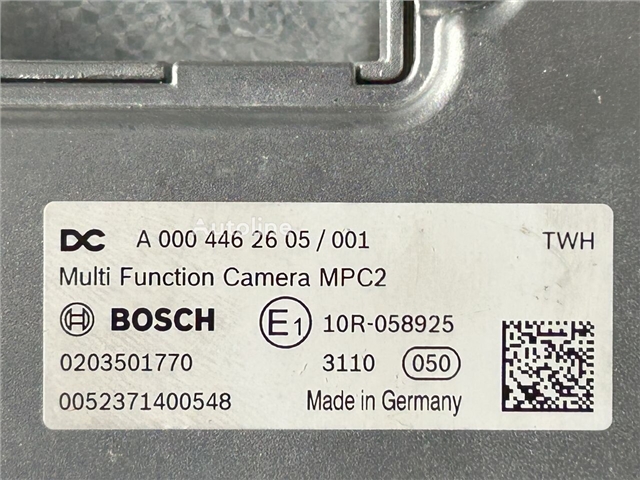 DC A 000 446 26 05 / 001 TWH
Autoline
Multi Function Camera MPC2
BOSCH E1 10R-058925
0203501770 3110 050
0052371400548 Made in Germany